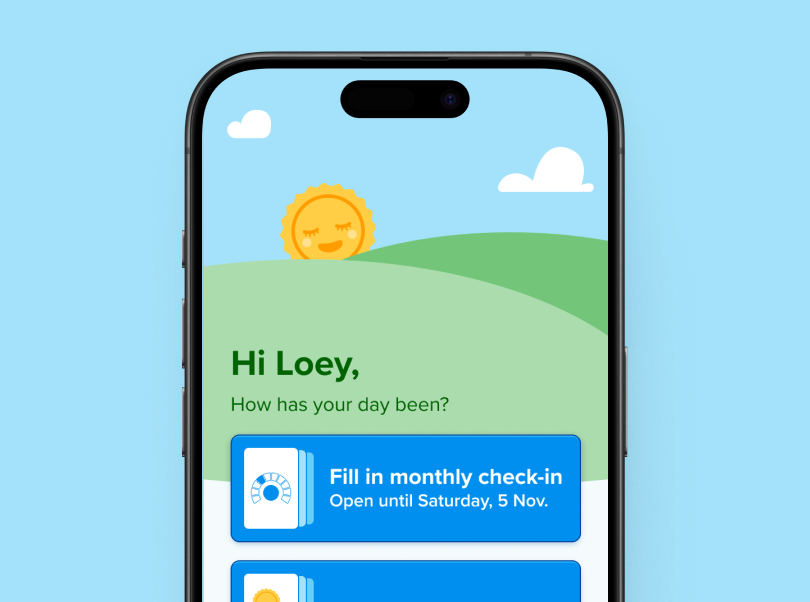 Hi Loey,
How has your day been?
Fill in monthly check-in
Open until Saturday, 5 Nov.